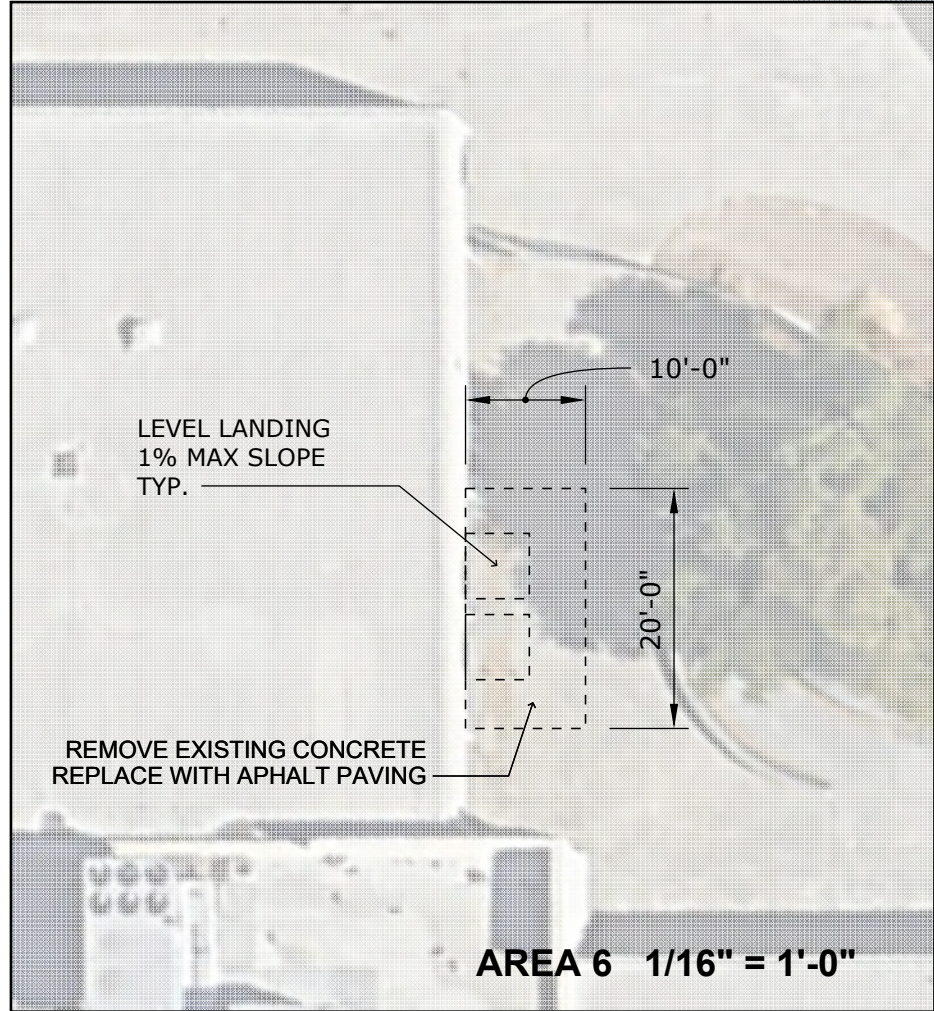 10'-0"
LEVEL LANDING
1% MAX SLOPE
TYP.
20'-0"
REMOVE EXISTING CONCRETE
REPLACE WITH APHALT PAVING
AREA 6 1/16" = 1'-0"